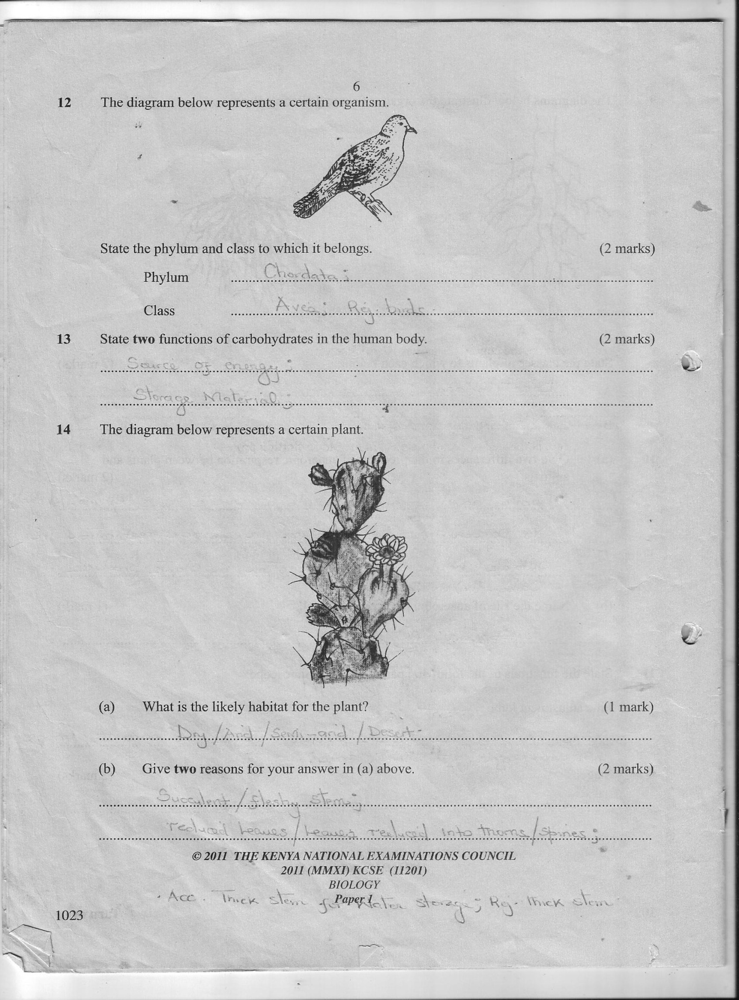 6
12 The diagram below represents a certain organism.
State the phylum and class to which it belongs. (2 marks)
Phylum Chordata;
Class Aves; Rej. birds.
13 State two functions of carbohydrates in the human body. (2 marks)
Source of energy;
Storage Material;
14 The diagram below represents a certain plant.
(a) What is the likely habitat for the plant? (1 mark)
Dry / Arid / Semi-arid / Desert
(b) Give two reasons for your answer in (a) above. (2 marks)
Succulent / fleshy stem;
reduced leaves / leaves reduced into thorns / spines;
© 2011 THE KENYA NATIONAL EXAMINATIONS COUNCIL
2011 (MMXI) KCSE (11201)
BIOLOGY
Paper 1
Acc. Thick stem for water storage; Rej. thick stem
1023